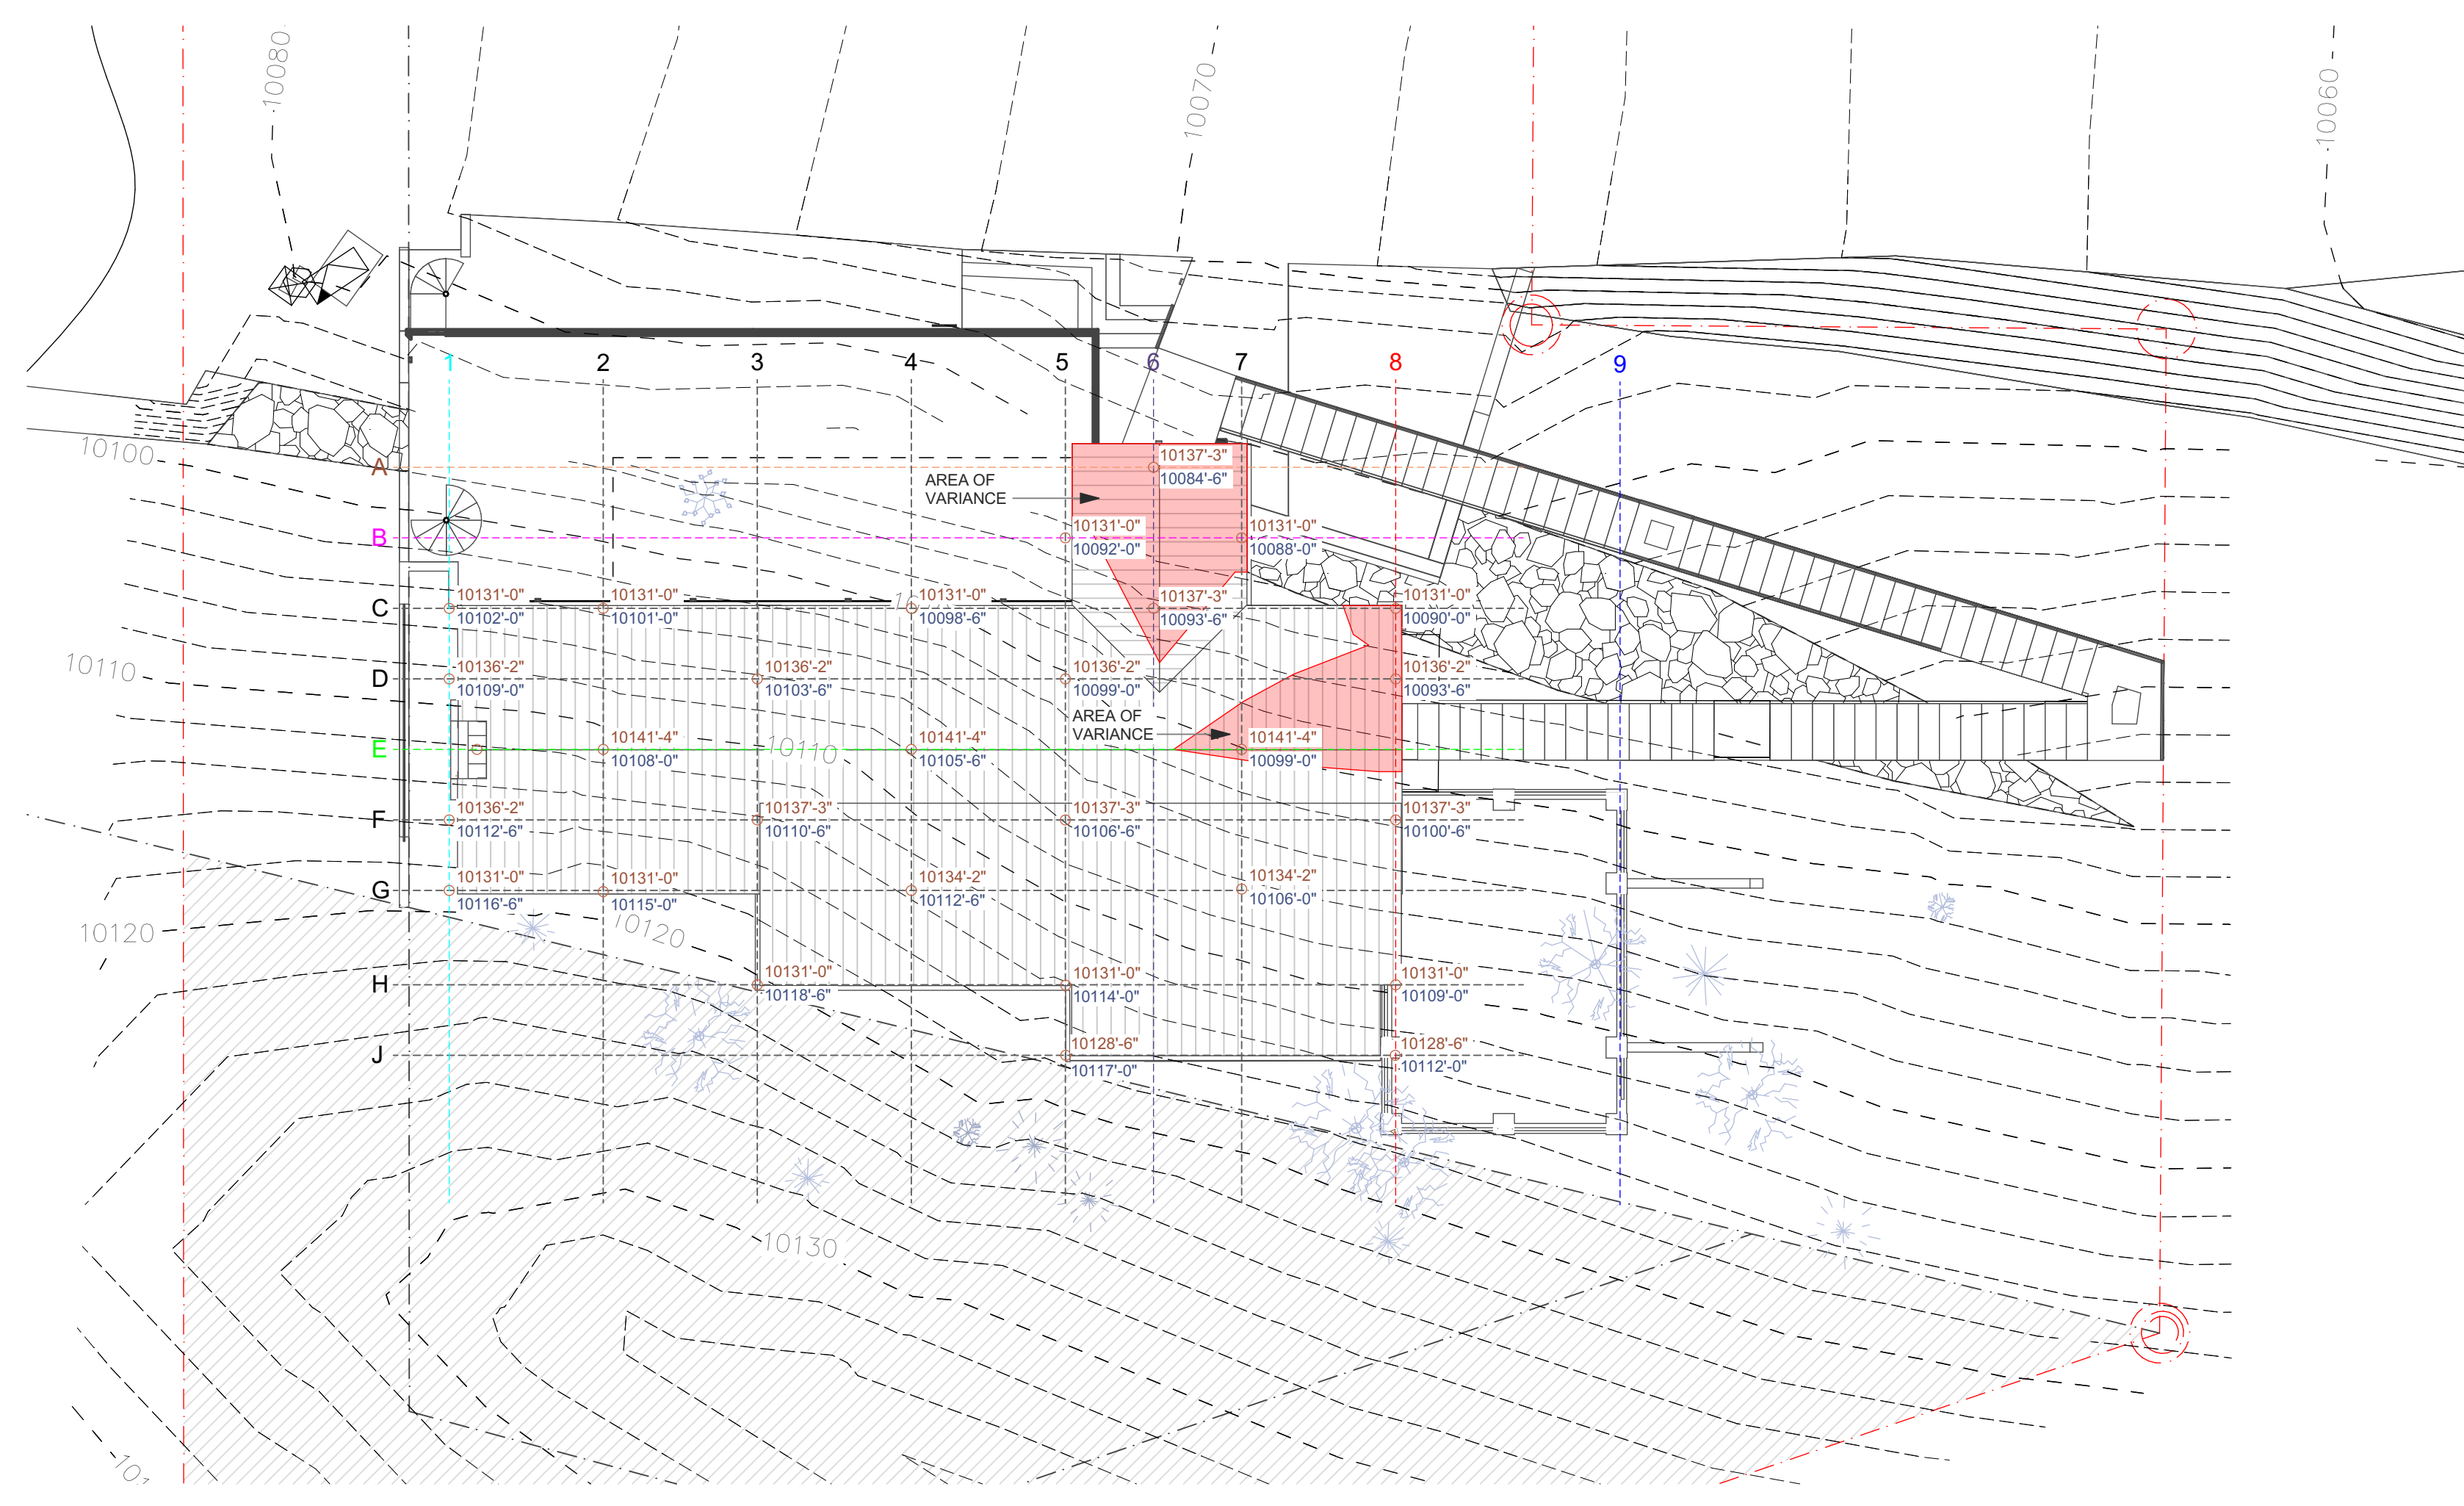 10080
10070
10060
1 2 3 4 5 6 7 8 9
10100
A
10137'-3"
10084'-6"
AREA OF
VARIANCE
B
10131'-0" 10131'-0"
10092'-0" 10088'-0"
C
10131'-0" 10131'-0" 10131'-0" 10137'-3" 10131'-0"
10102'-0" 10101'-0" 10098'-6" 10093'-6" 10090'-0"
10110
D
10136'-2" 10136'-2" 10136'-2" 10136'-2"
10109'-0" 10103'-6" 10099'-0" 10093'-6"
AREA OF
VARIANCE
E
10141'-4" 10110 10141'-4" 10141'-4"
10108'-0" 10105'-6" 10099'-0"
F
10136'-2" 10137'-3" 10137'-3" 10137'-3"
10112'-6" 10110'-6" 10106'-6" 10100'-6"
G
10131'-0" 10131'-0" 10134'-2" 10134'-2"
10116'-6" 10115'-0" 10112'-6" 10106'-0"
10120 10120
H
10131'-0" 10131'-0" 10131'-0"
10118'-6" 10114'-0" 10109'-0"
J
10128'-6" 10128'-6"
10117'-0" 10112'-0"
10130